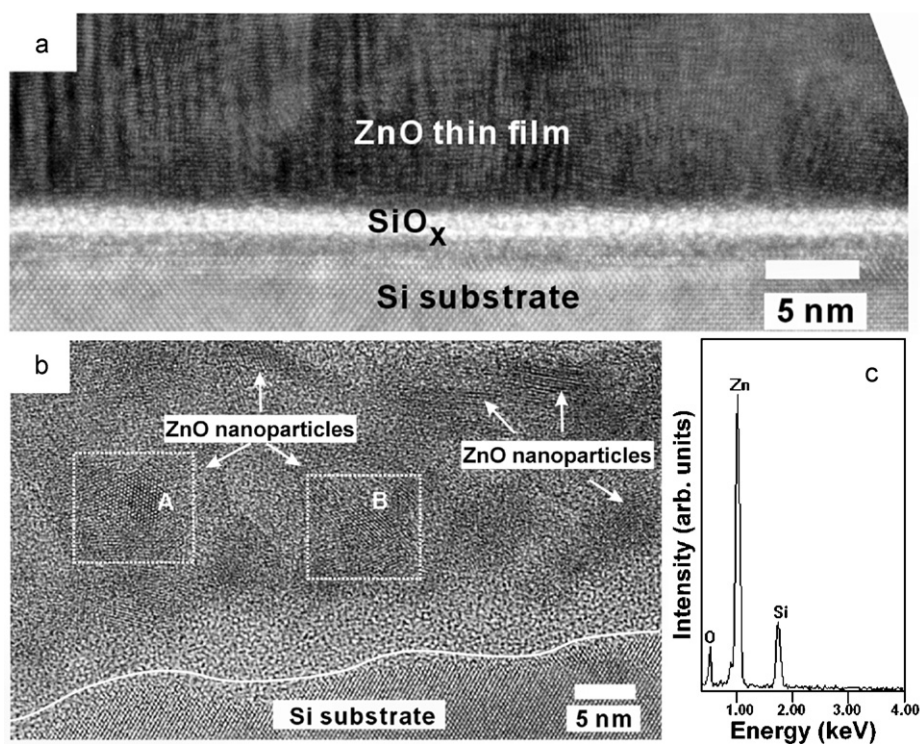 a
ZnO thin film
SiOx
Si substrate
5 nm
b
ZnO nanoparticles
ZnO nanoparticles
A
B
Si substrate
5 nm
c
Zn
Si
O
Intensity (arb. units)
1.00 2.00 3.00 4.00
Energy (keV)